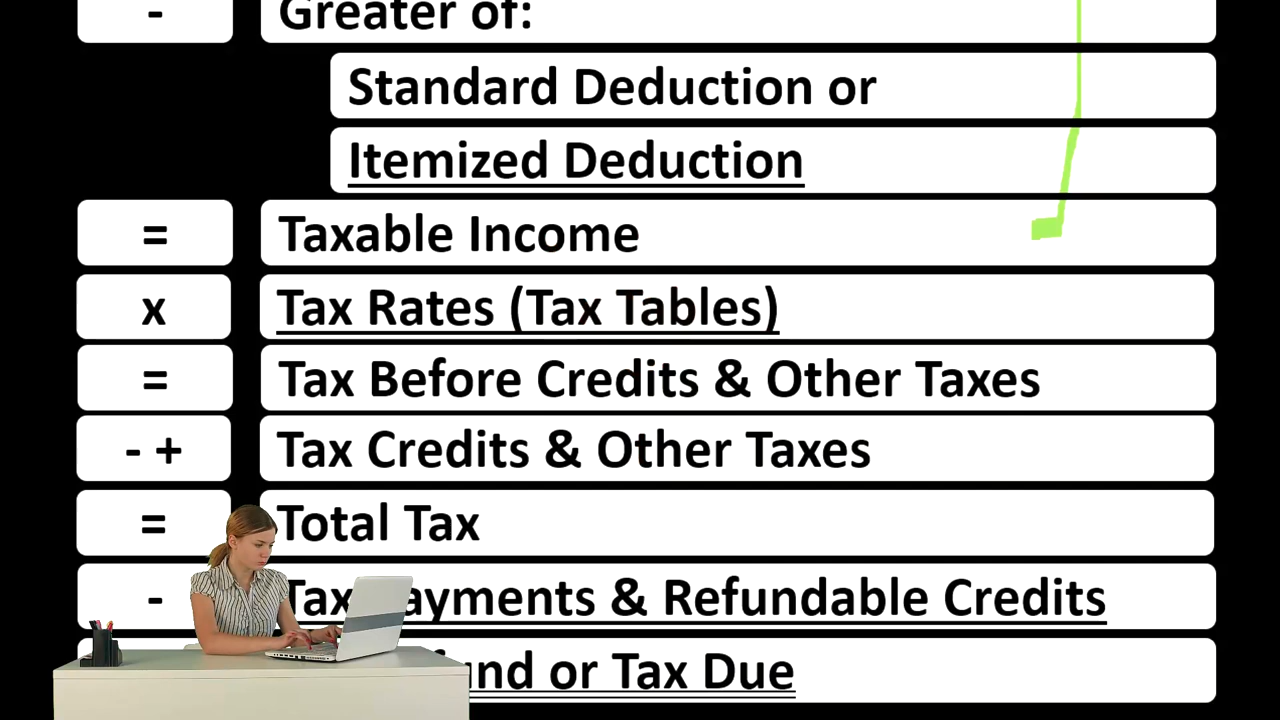 - Greater of:
Standard Deduction or
Itemized Deduction
= Taxable Income
x Tax Rates (Tax Tables)
= Tax Before Credits & Other Taxes
- + Tax Credits & Other Taxes
= Total Tax
- Tax Payments & Refundable Credits
or Tax Due